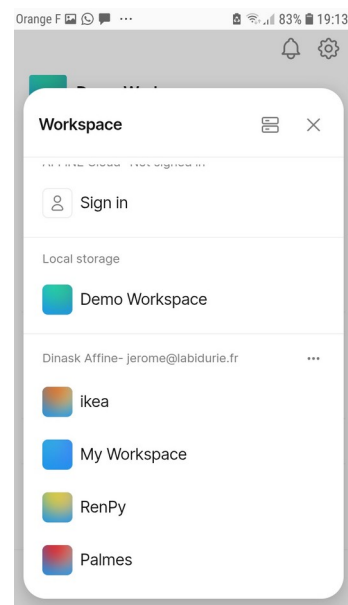 Orange F ... 83% 19:13
Workspace
Sign in
Local storage
Demo Workspace
Dinask Affine- jerome@labidurie.fr ...
ikea
My Workspace
RenPy
Palmes